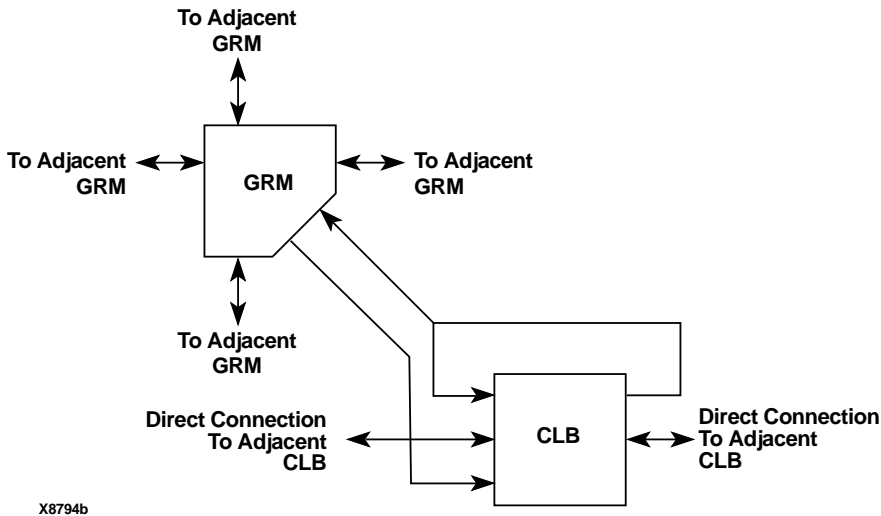 To Adjacent
GRM
To Adjacent
GRM
GRM
To Adjacent
GRM
To Adjacent
GRM
Direct Connection
To Adjacent
CLB
CLB
Direct Connection
To Adjacent
CLB
X8794b